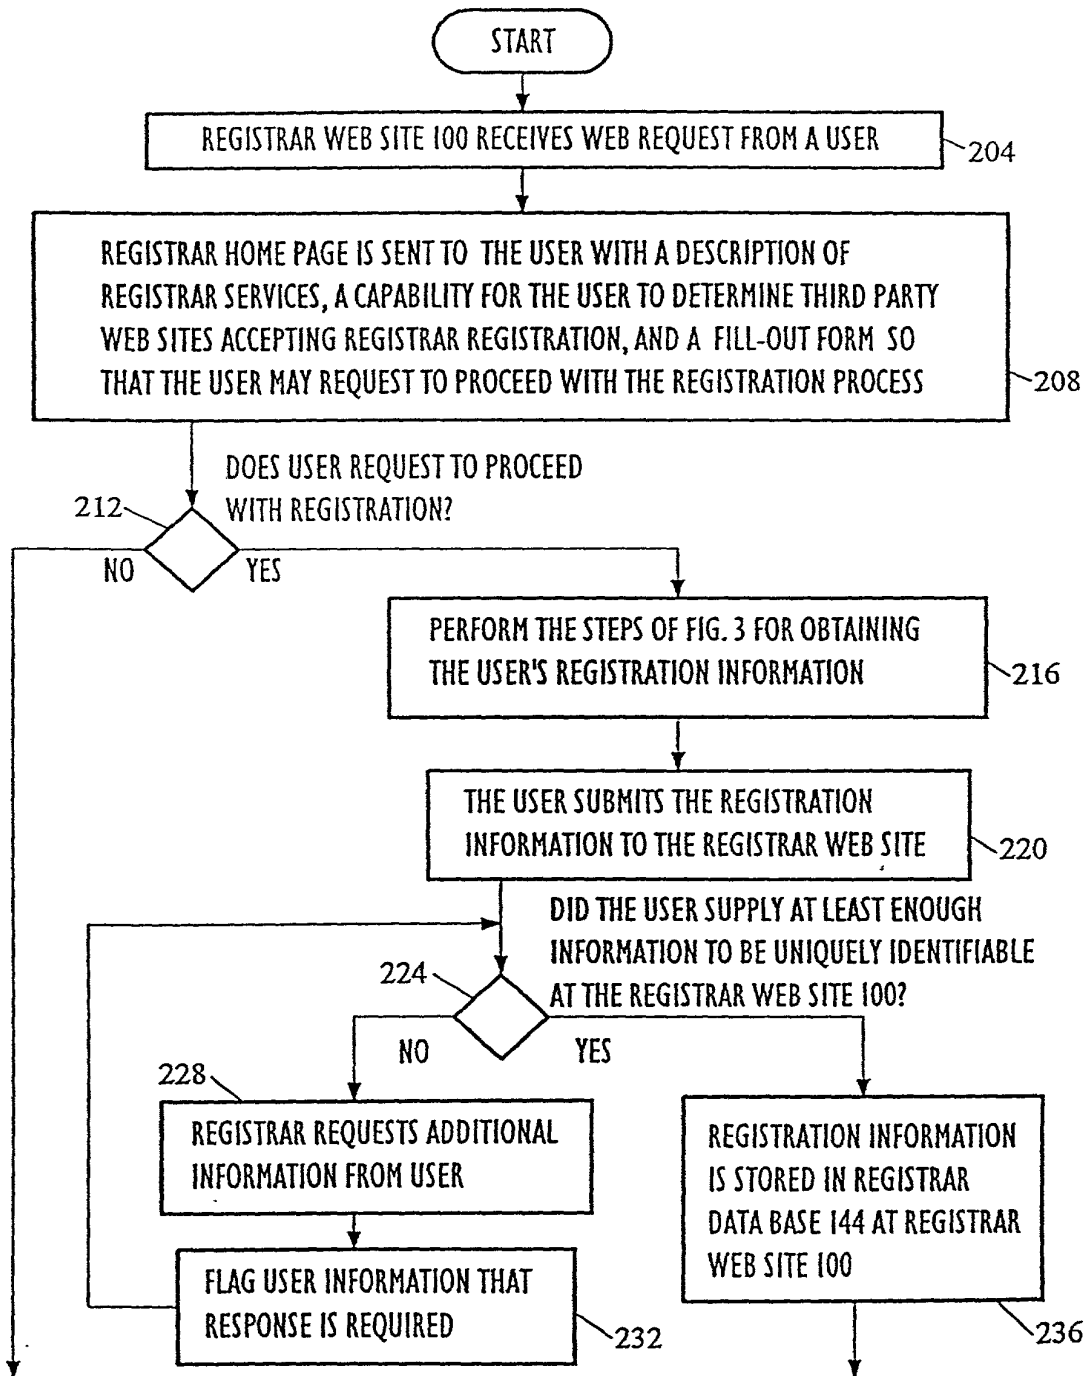 START
REGISTRAR WEB SITE 100 RECEIVES WEB REQUEST FROM A USER
204
REGISTRAR HOME PAGE IS SENT TO THE USER WITH A DESCRIPTION OF
REGISTRAR SERVICES, A CAPABILITY FOR THE USER TO DETERMINE THIRD PARTY
WEB SITES ACCEPTING REGISTRAR REGISTRATION, AND A FILL-OUT FORM SO
THAT THE USER MAY REQUEST TO PROCEED WITH THE REGISTRATION PROCESS
208
DOES USER REQUEST TO PROCEED
WITH REGISTRATION?
212
NO
YES
PERFORM THE STEPS OF FIG. 3 FOR OBTAINING
THE USER'S REGISTRATION INFORMATION
216
THE USER SUBMITS THE REGISTRATION
INFORMATION TO THE REGISTRAR WEB SITE
220
DID THE USER SUPPLY AT LEAST ENOUGH
INFORMATION TO BE UNIQUELY IDENTIFIABLE
AT THE REGISTRAR WEB SITE 100?
224
NO
YES
228
REGISTRAR REQUESTS ADDITIONAL
INFORMATION FROM USER
FLAG USER INFORMATION THAT
RESPONSE IS REQUIRED
232
REGISTRATION INFORMATION
IS STORED IN REGISTRAR
DATA BASE 144 AT REGISTRAR
WEB SITE 100
236